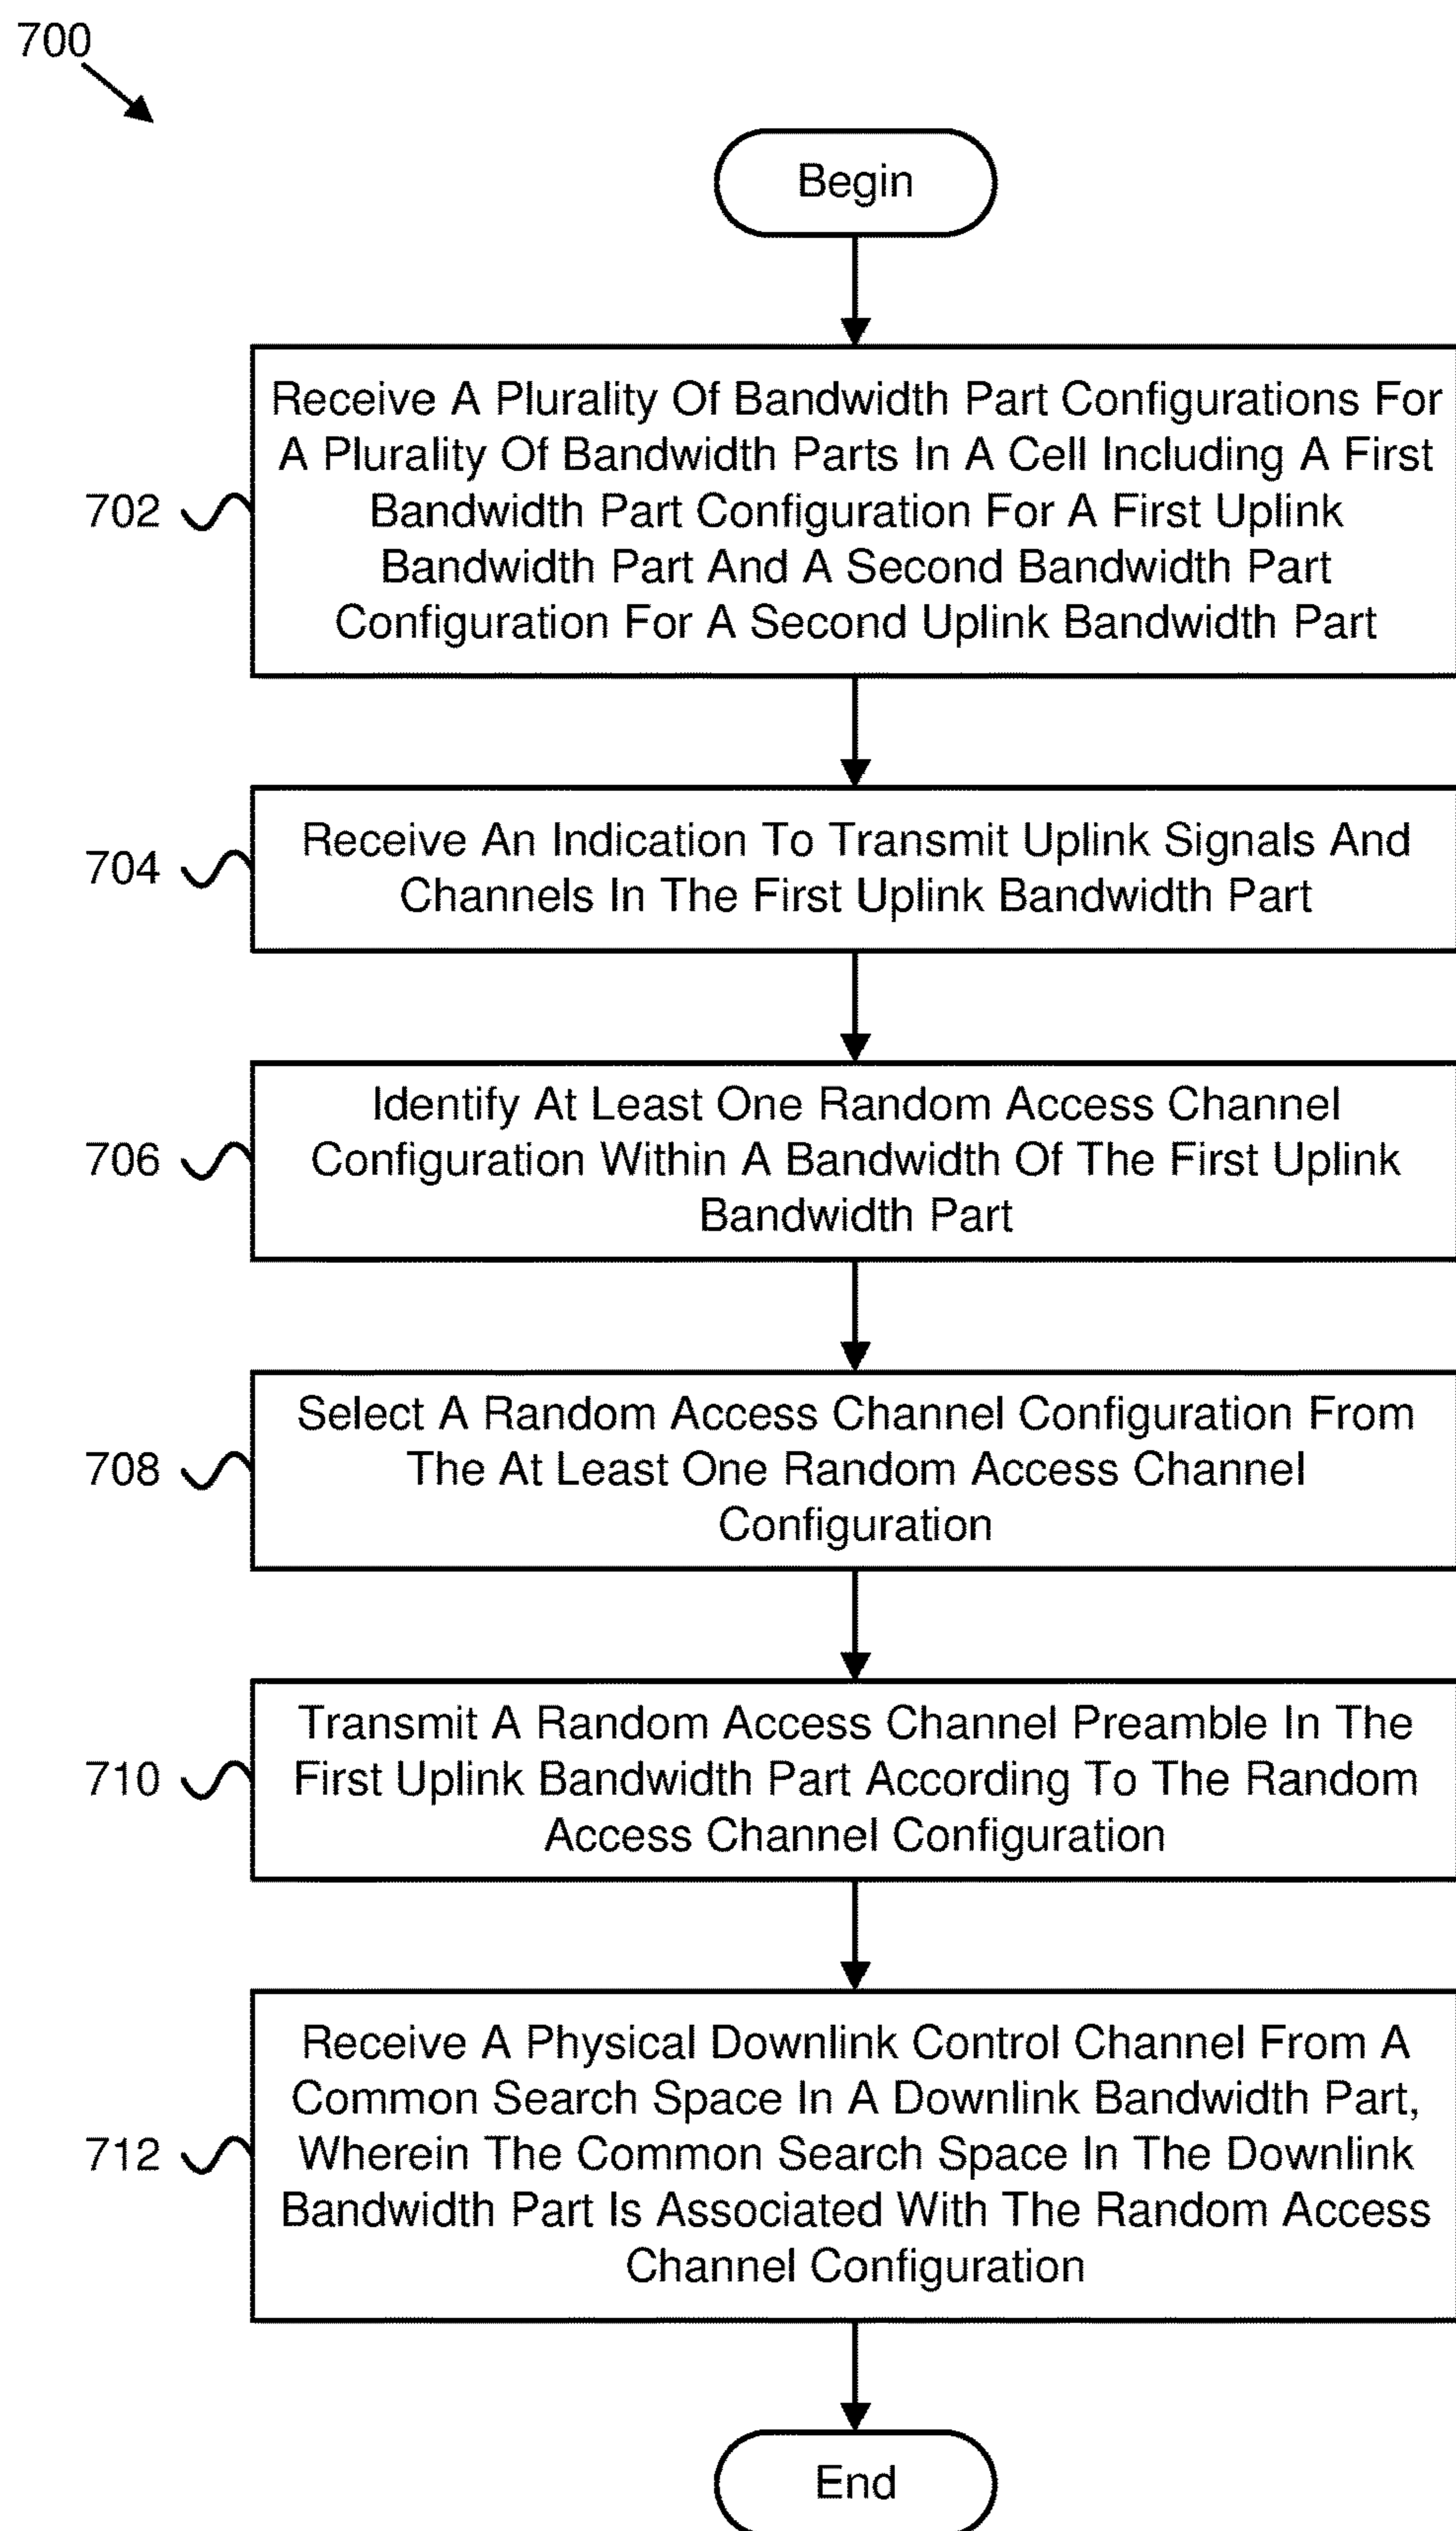 700
Begin
702
Receive A Plurality Of Bandwidth Part Configurations For
A Plurality Of Bandwidth Parts In A Cell Including A First
Bandwidth Part Configuration For A First Uplink
Bandwidth Part And A Second Bandwidth Part
Configuration For A Second Uplink Bandwidth Part
704
Receive An Indication To Transmit Uplink Signals And
Channels In The First Uplink Bandwidth Part
706
Identify At Least One Random Access Channel
Configuration Within A Bandwidth Of The First Uplink
Bandwidth Part
708
Select A Random Access Channel Configuration From
The At Least One Random Access Channel
Configuration
710
Transmit A Random Access Channel Preamble In The
First Uplink Bandwidth Part According To The Random
Access Channel Configuration
712
Receive A Physical Downlink Control Channel From A
Common Search Space In A Downlink Bandwidth Part,
Wherein The Common Search Space In The Downlink
Bandwidth Part Is Associated With The Random Access
Channel Configuration
End